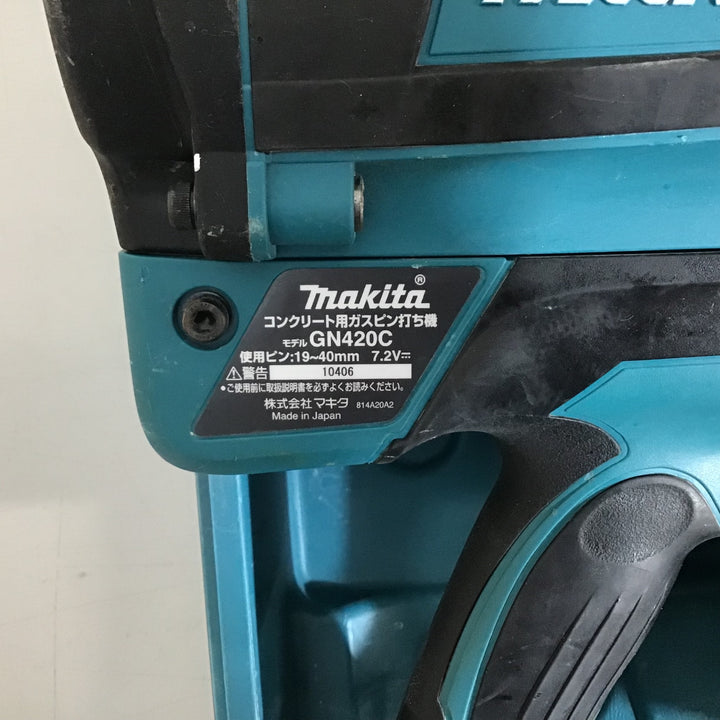 makita®
コンクリート用ガスピン打ち機
モデル GN420C
使用ピン:19~40mm 7.2V⎓
⚠警告 10406
•ご使用前に取扱説明書を必ずよくお読みください。
株式会社 マキタ 814A20A2
Made in Japan